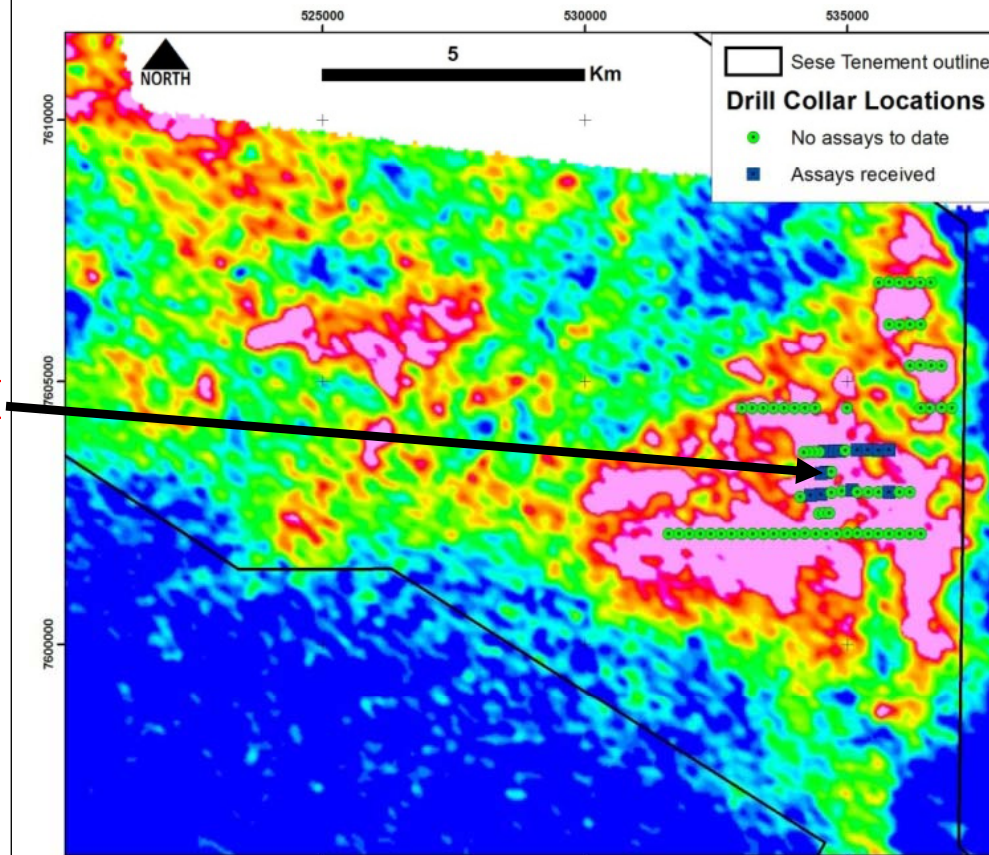 525000
530000
535000
5
Km
NORTH
Sese Tenement outline
Drill Collar Locations
No assays to date
Assays received
7610000
7605000
7600000